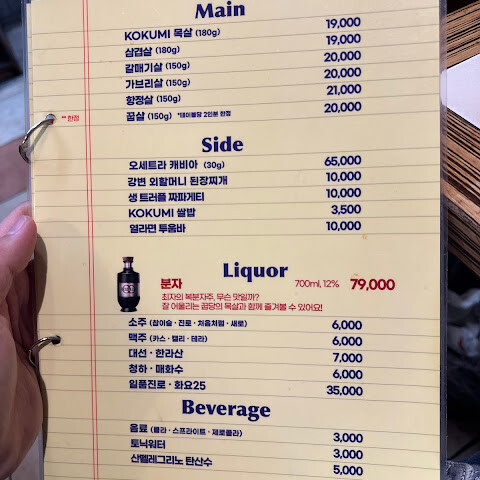 Main
KOKUMI 목살 (180g) 19,000
삼겹살 (180g) 19,000
갈매기살 (150g) 20,000
가브리살 (150g) 20,000
항정살 (150g) 21,000
** 한정 꼽살 (150g) *테이블당 2인분 한정 20,000
Side
오세트라 캐비아 (30g) 65,000
강변 외할머니 된장찌개 10,000
생 트러플 짜파게티 10,000
KOKUMI 쌀밥 3,500
열라면 투움바 10,000
Liquor
분자 700ml, 12% 79,000
최자의 복분자주, 무슨 맛일까?
잘 어울리는 꿉당의 목살과 함께 즐겨볼 수 있어요!
소주 (참이슬 · 진로 · 처음처럼 · 새로) 6,000
맥주 (카스 · 켈리 · 테라) 6,000
대선 · 한라산 7,000
청하 · 매화수 6,000
일품진로 · 화요25 35,000
Beverage
음료 (콜라 · 스프라이트 · 제로콜라) 3,000
토닉워터 3,000
산펠레그리노 탄산수 5,000